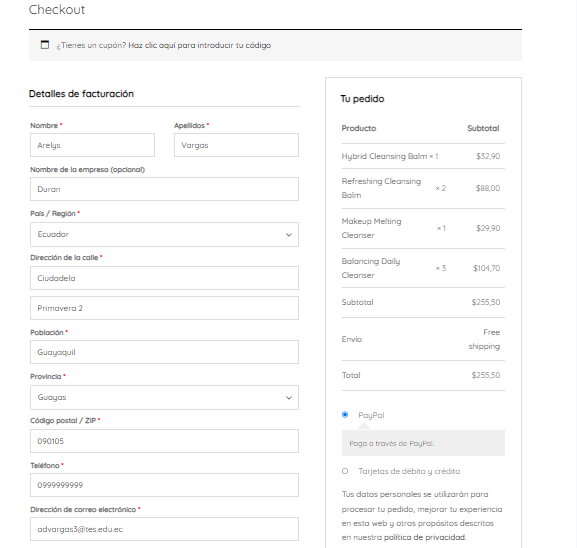 Checkout
¿Tienes un cupón? Haz clic aquí para introducir tu código
Detalles de facturación
Nombre *
Apellidos *
Arelys
Vargas
Nombre de la empresa (opcional)
Duran
País / Región *
Ecuador
Dirección de la calle *
Ciudadela
Primavera 2
Población *
Guayaquil
Provincia *
Guayas
Código postal / ZIP *
090105
Teléfono *
0999999999
Dirección de correo electrónico *
advargas3@tes.edu.ec
Tu pedido
Producto Subtotal
Hybrid Cleansing Balm × 1 $32,90
Refreshing Cleansing
Balm × 2 $88,00
Makeup Melting
Cleanser × 1 $29,90
Balancing Daily
Cleanser × 3 $104,70
Subtotal $255,50
Envío Free
shipping
Total $255,50
PayPal
Pago a través de PayPal.
Tarjetas de débito y crédito
Tus datos personales se utilizarán para
procesar tu pedido, mejorar tu experiencia
en esta web y otros propósitos descritos
en nuestra política de privacidad.